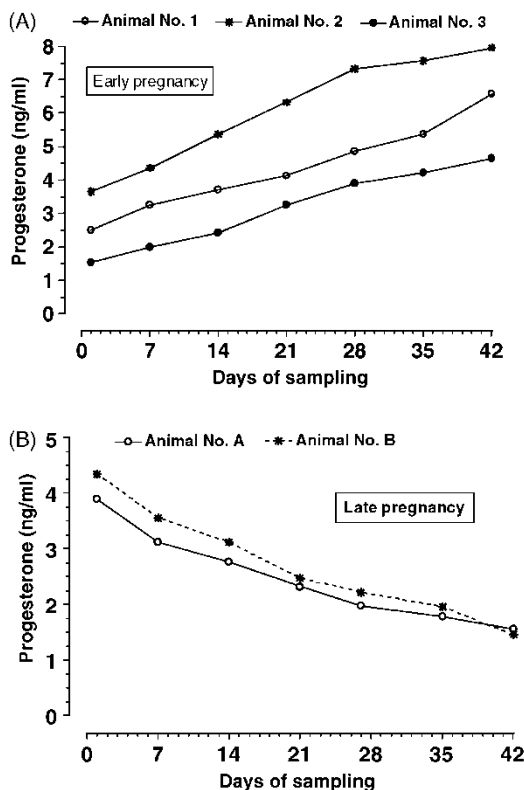 (A)
Animal No. 1 Animal No. 2 Animal No. 3
8
7
6
5
4
3
2
1
0
Progesterone (ng/ml)
Early pregnancy
0 7 14 21 28 35 42
Days of sampling
(B)
Animal No. A Animal No. B
5
4
3
2
1
0
Progesterone (ng/ml)
Late pregnancy
0 7 14 21 28 35 42
Days of sampling